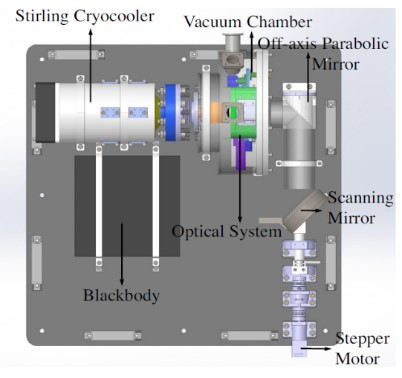 Stirling Cryocooler
Vacuum Chamber
Off-axis Parabolic
Mirror
Scanning
Mirror
Optical System
Blackbody
Stepper
Motor